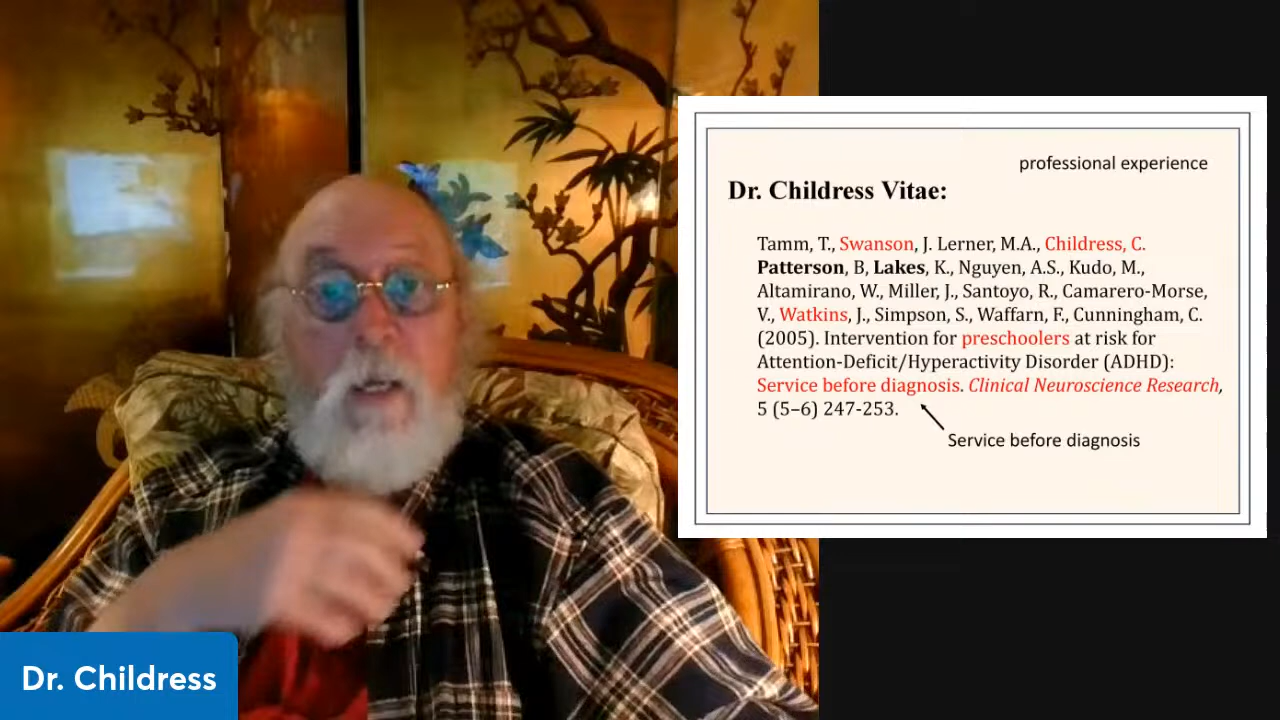 professional experience
Dr. Childress Vitae:
Tamm, T., Swanson, J. Lerner, M.A., Childress, C.
Patterson, B, Lakes, K., Nguyen, A.S., Kudo, M.,
Altamirano, W., Miller, J., Santoyo, R., Camarero-Morse,
V., Watkins, J., Simpson, S., Waffarn, F., Cunningham, C.
(2005). Intervention for preschoolers at risk for
Attention-Deficit/Hyperactivity Disorder (ADHD):
Service before diagnosis. Clinical Neuroscience Research,
5 (5–6) 247-253.
Service before diagnosis
Dr. Childress